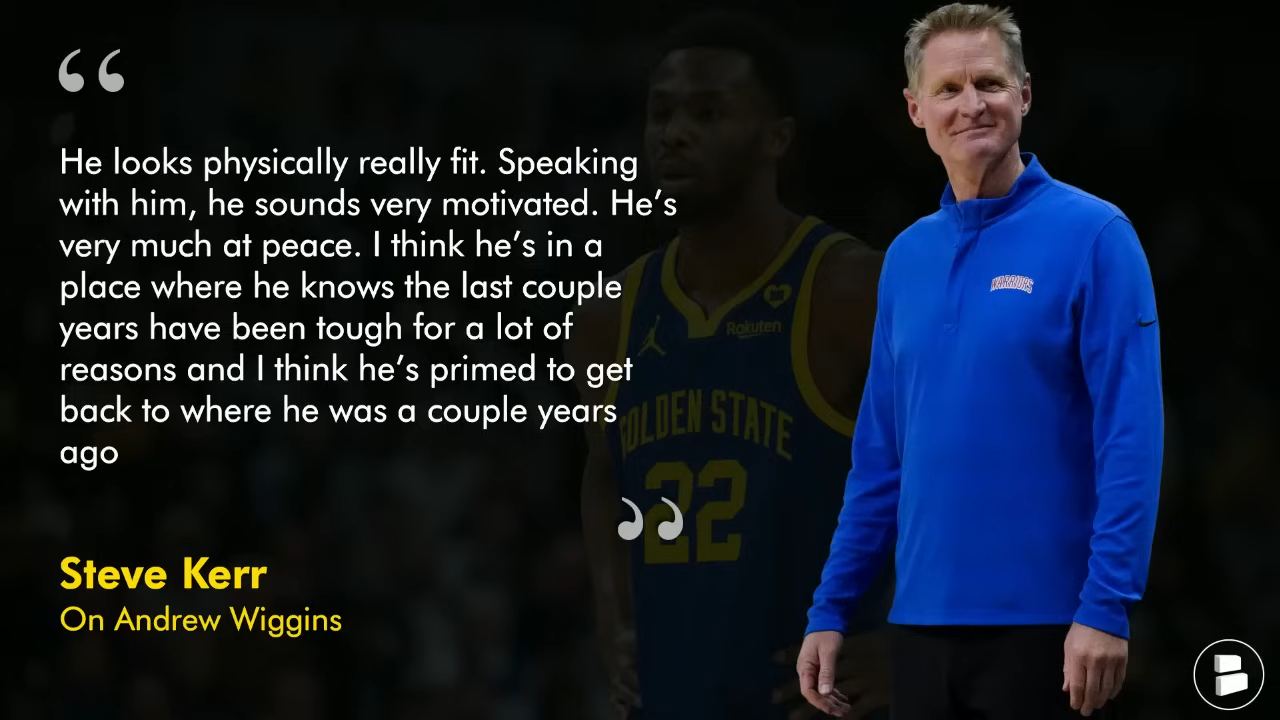 He looks physically really fit. Speaking
with him, he sounds very motivated. He’s
very much at peace. I think he’s in a
place where he knows the last couple
years have been tough for a lot of
reasons and I think he’s primed to get
back to where he was a couple years
ago
Steve Kerr
On Andrew Wiggins
WARRIORS
Rakuten
GOLDEN STATE
22